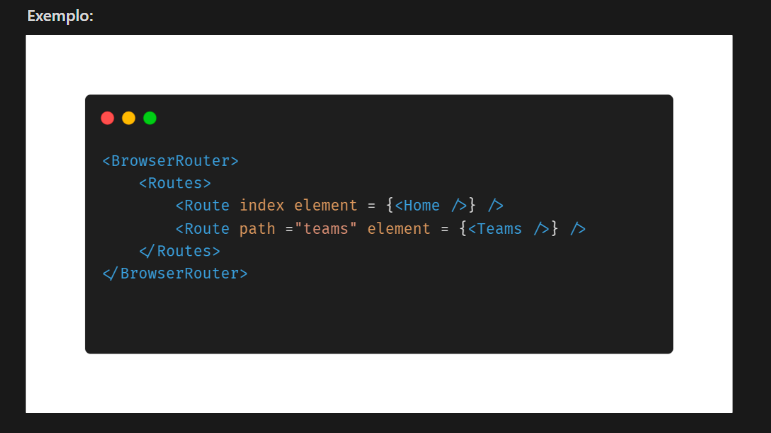 Exemplo:
<BrowserRouter>
    <Routes>
        <Route index element = {<Home />} />
        <Route path ="teams" element = {<Teams />} />
    </Routes>
</BrowserRouter>